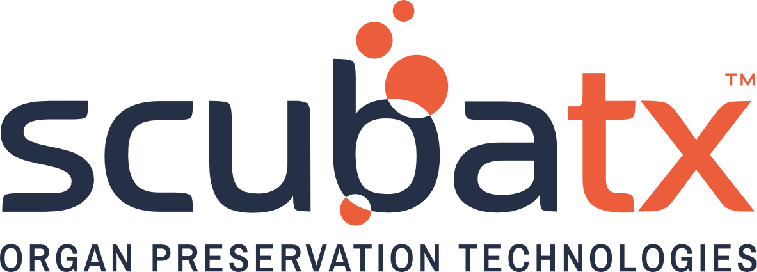 scubatx™
ORGAN PRESERVATION TECHNOLOGIES